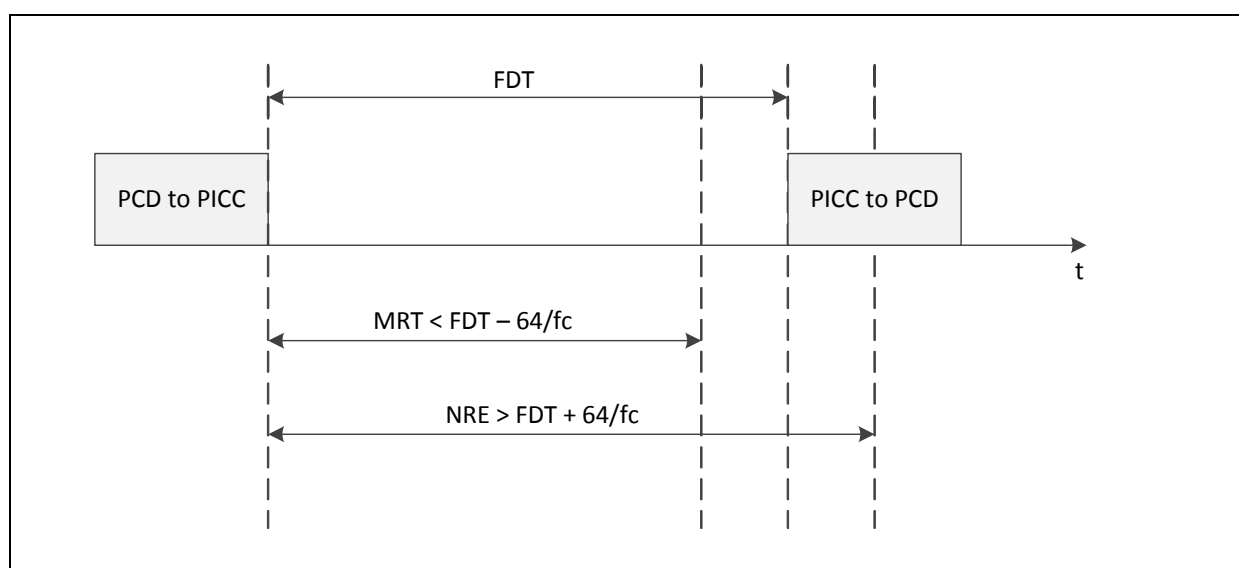 FDT
PCD to PICC
PICC to PCD
t
MRT < FDT – 64/fc
NRE > FDT + 64/fc